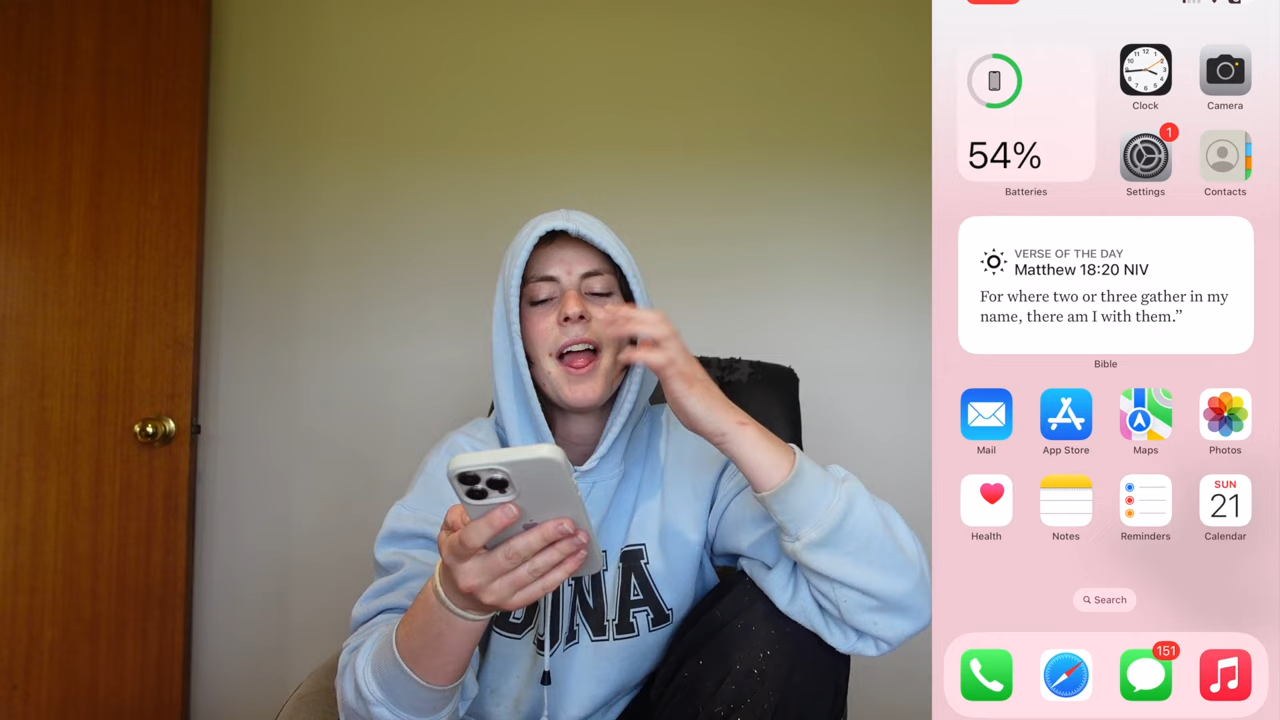 54%
Batteries
Clock
Camera
1
Settings
Contacts
VERSE OF THE DAY
Matthew 18:20 NIV
For where two or three gather in my
name, there am I with them.”
Bible
Mail
App Store
Maps
Photos
Health
Notes
Reminders
SUN
21
Calendar
Search
151